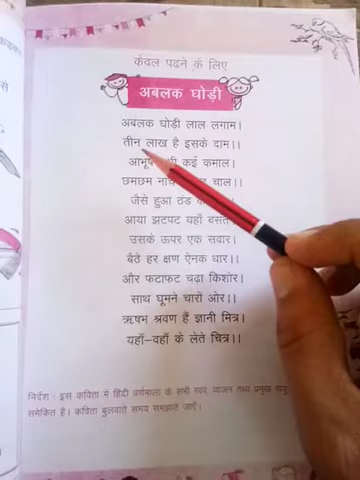 केवल पढने के लिए
अबलक घोड़ी
अबलक घोड़ी लाल लगाम।
तीन लाख है इसके दाम।।
की कई कमाल।
छमछम चाल।।
जैसे हुआ ठंड
आया झटपट यहाँ
उसके ऊपर एक सवार।
बैठे हर क्षण ऐनक धार।।
और फटाफट चढा किशोर।
साथ घूमने चारों ओर।।
ऋषभ श्रवण हैं ज्ञानी मित्र।
यहाँ-वहाँ के लेते चित्र।।
निर्देश : इस कविता में हिंदी वर्णमाला के सभी स्वर, व्यंजन तथा प्रमुख
समेकित है। कविता बुलवाते समय समझाते जाएँ।